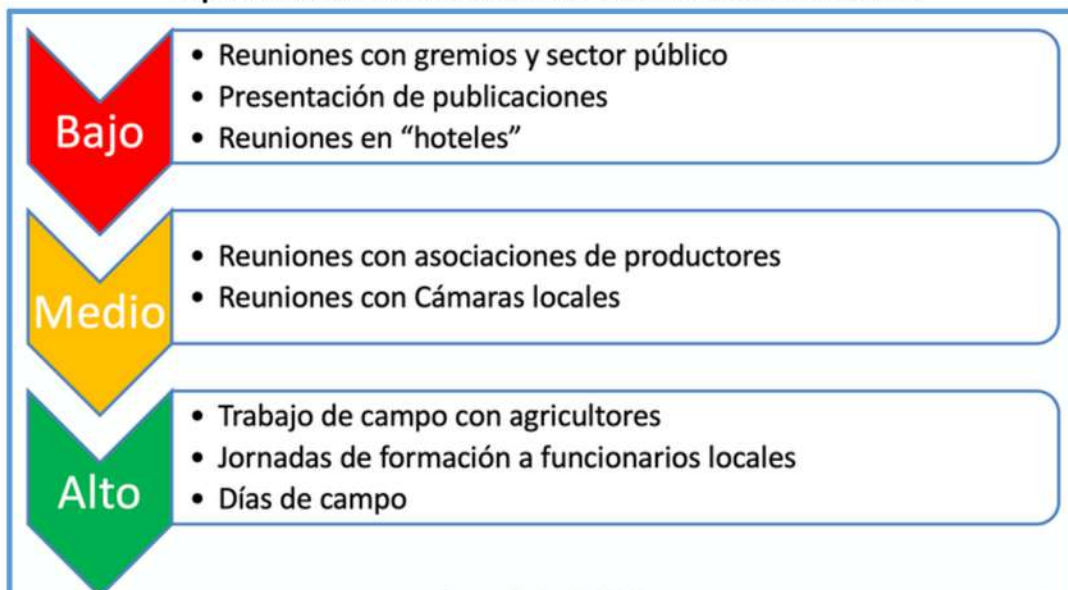 Bajo
• Reuniones con gremios y sector público
• Presentación de publicaciones
• Reuniones en “hoteles”
Medio
• Reuniones con asociaciones de productores
• Reuniones con Cámaras locales
Alto
• Trabajo de campo con agricultores
• Jornadas de formación a funcionarios locales
• Días de campo